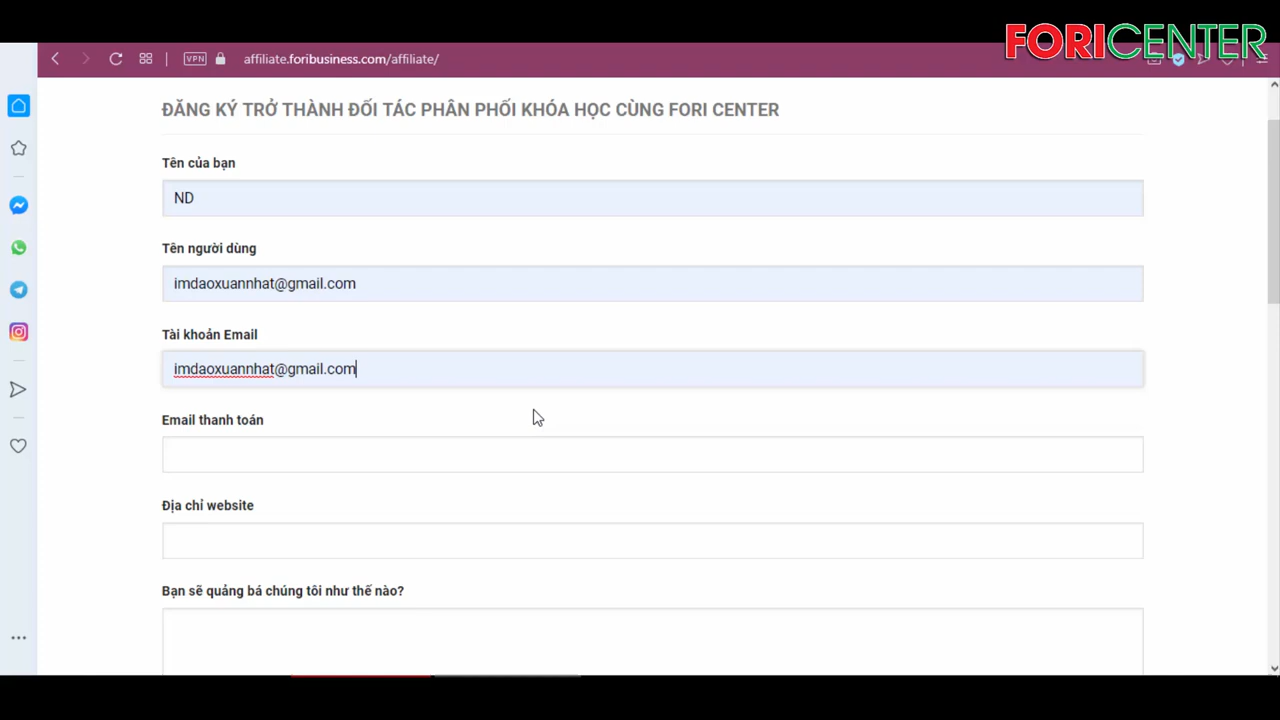 FORICENTER
VPN
affiliate.foribusiness.com/affiliate/
ĐĂNG KÝ TRỞ THÀNH ĐỐI TÁC PHÂN PHỐI KHÓA HỌC CÙNG FORI CENTER
Tên của bạn
ND
Tên người dùng
imdaoxuannhat@gmail.com
Tài khoản Email
imdaoxuannhat@gmail.com
Email thanh toán
Địa chỉ website
Bạn sẽ quảng bá chúng tôi như thế nào?